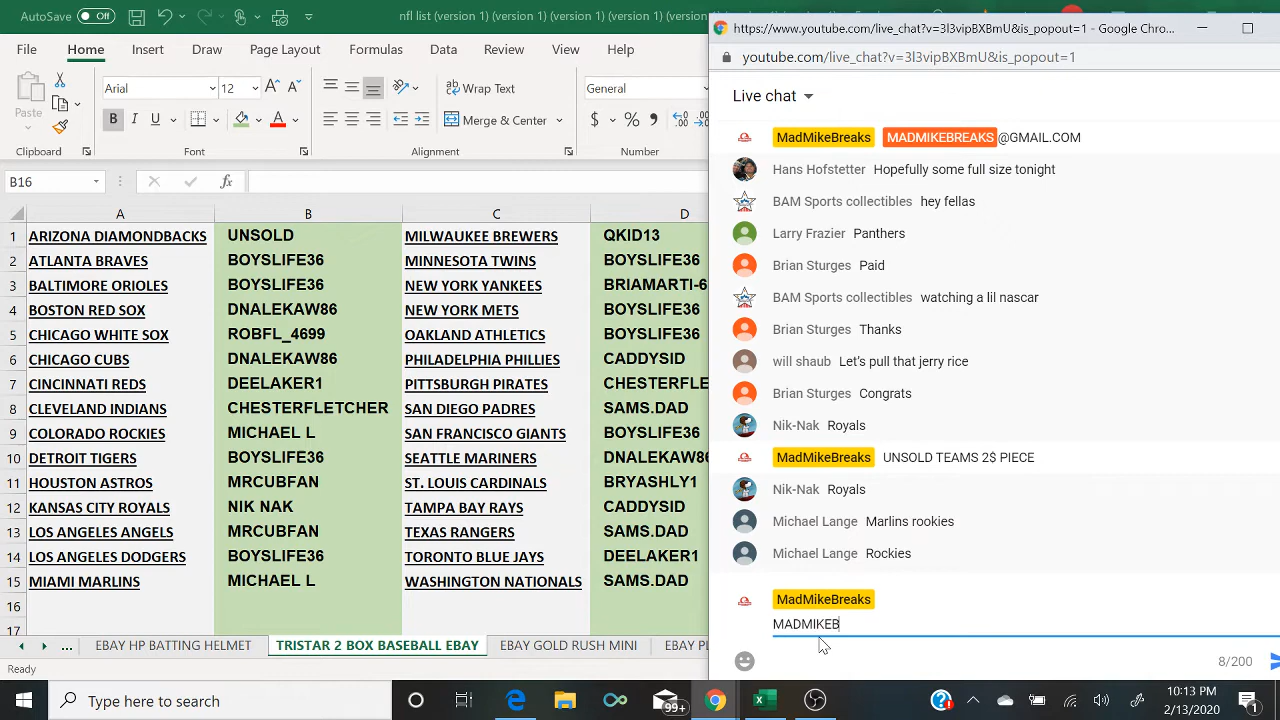 AutoSave Off nfl list (version 1) (version 1) (version 1)
https://www.youtube.com/live_chat?v=3l3vipBXBmU&is_popout=1 - Google Chro...
File Home Insert Draw Page Layout Formulas Data Review View Help
youtube.com/live_chat?v=3l3vipBXBmU&is_popout=1
Paste
Arial 12
Wrap Text
Merge & Center
General
Clipboard Font Alignment Number
B16
A B C D
1 ARIZONA DIAMONDBACKS UNSOLD MILWAUKEE BREWERS QKID13
2 ATLANTA BRAVES BOYSLIFE36 MINNESOTA TWINS BOYSLIFE36
3 BALTIMORE ORIOLES BOYSLIFE36 NEW YORK YANKEES BRIAMARTI-6
4 BOSTON RED SOX DNALEKAW86 NEW YORK METS BOYSLIFE36
5 CHICAGO WHITE SOX ROBFL_4699 OAKLAND ATHLETICS BOYSLIFE36
6 CHICAGO CUBS DNALEKAW86 PHILADELPHIA PHILLIES CADDYSID
7 CINCINNATI REDS DEELAKER1 PITTSBURGH PIRATES CHESTERFLE
8 CLEVELAND INDIANS CHESTERFLETCHER SAN DIEGO PADRES SAMS.DAD
9 COLORADO ROCKIES MICHAEL L SAN FRANCISCO GIANTS BOYSLIFE36
10 DETROIT TIGERS BOYSLIFE36 SEATTLE MARINERS DNALEKAW86
11 HOUSTON ASTROS MRCUBFAN ST. LOUIS CARDINALS BRYASHLY1
12 KANSAS CITY ROYALS NIK NAK TAMPA BAY RAYS CADDYSID
13 LOS ANGELES ANGELS MRCUBFAN TEXAS RANGERS SAMS.DAD
14 LOS ANGELES DODGERS BOYSLIFE36 TORONTO BLUE JAYS DEELAKER1
15 MIAMI MARLINS MICHAEL L WASHINGTON NATIONALS SAMS.DAD
16
17
... EBAY HP BATTING HELMET TRISTAR 2 BOX BASEBALL EBAY EBAY GOLD RUSH MINI EBAY PL
Ready
Live chat
MadMikeBreaks MADMIKEBREAKS@GMAIL.COM
Hans Hofstetter Hopefully some full size tonight
BAM Sports collectibles hey fellas
Larry Frazier Panthers
Brian Sturges Paid
BAM Sports collectibles watching a lil nascar
Brian Sturges Thanks
will shaub Let's pull that jerry rice
Brian Sturges Congrats
Nik-Nak Royals
MadMikeBreaks UNSOLD TEAMS 2$ PIECE
Nik-Nak Royals
Michael Lange Marlins rookies
Michael Lange Rockies
MadMikeBreaks
MADMIKEB
8/200
Type here to search
99+
10:13 PM
2/13/2020
1